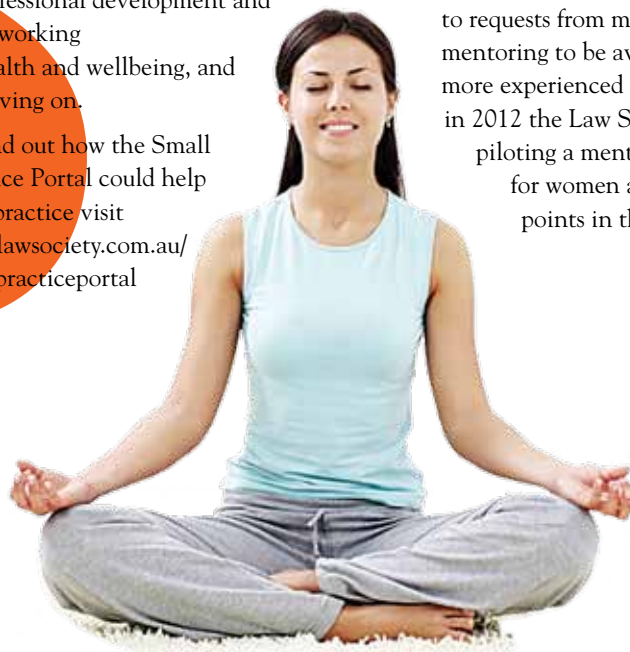 fessional development and
working
alth and wellbeing, and
ving on.
d out how the Small
ce Portal could help
practice visit
lawsociety.com.au/
practiceportal
to requests from m
mentoring to be av
more experienced
in 2012 the Law S
piloting a ment
for women a
points in th